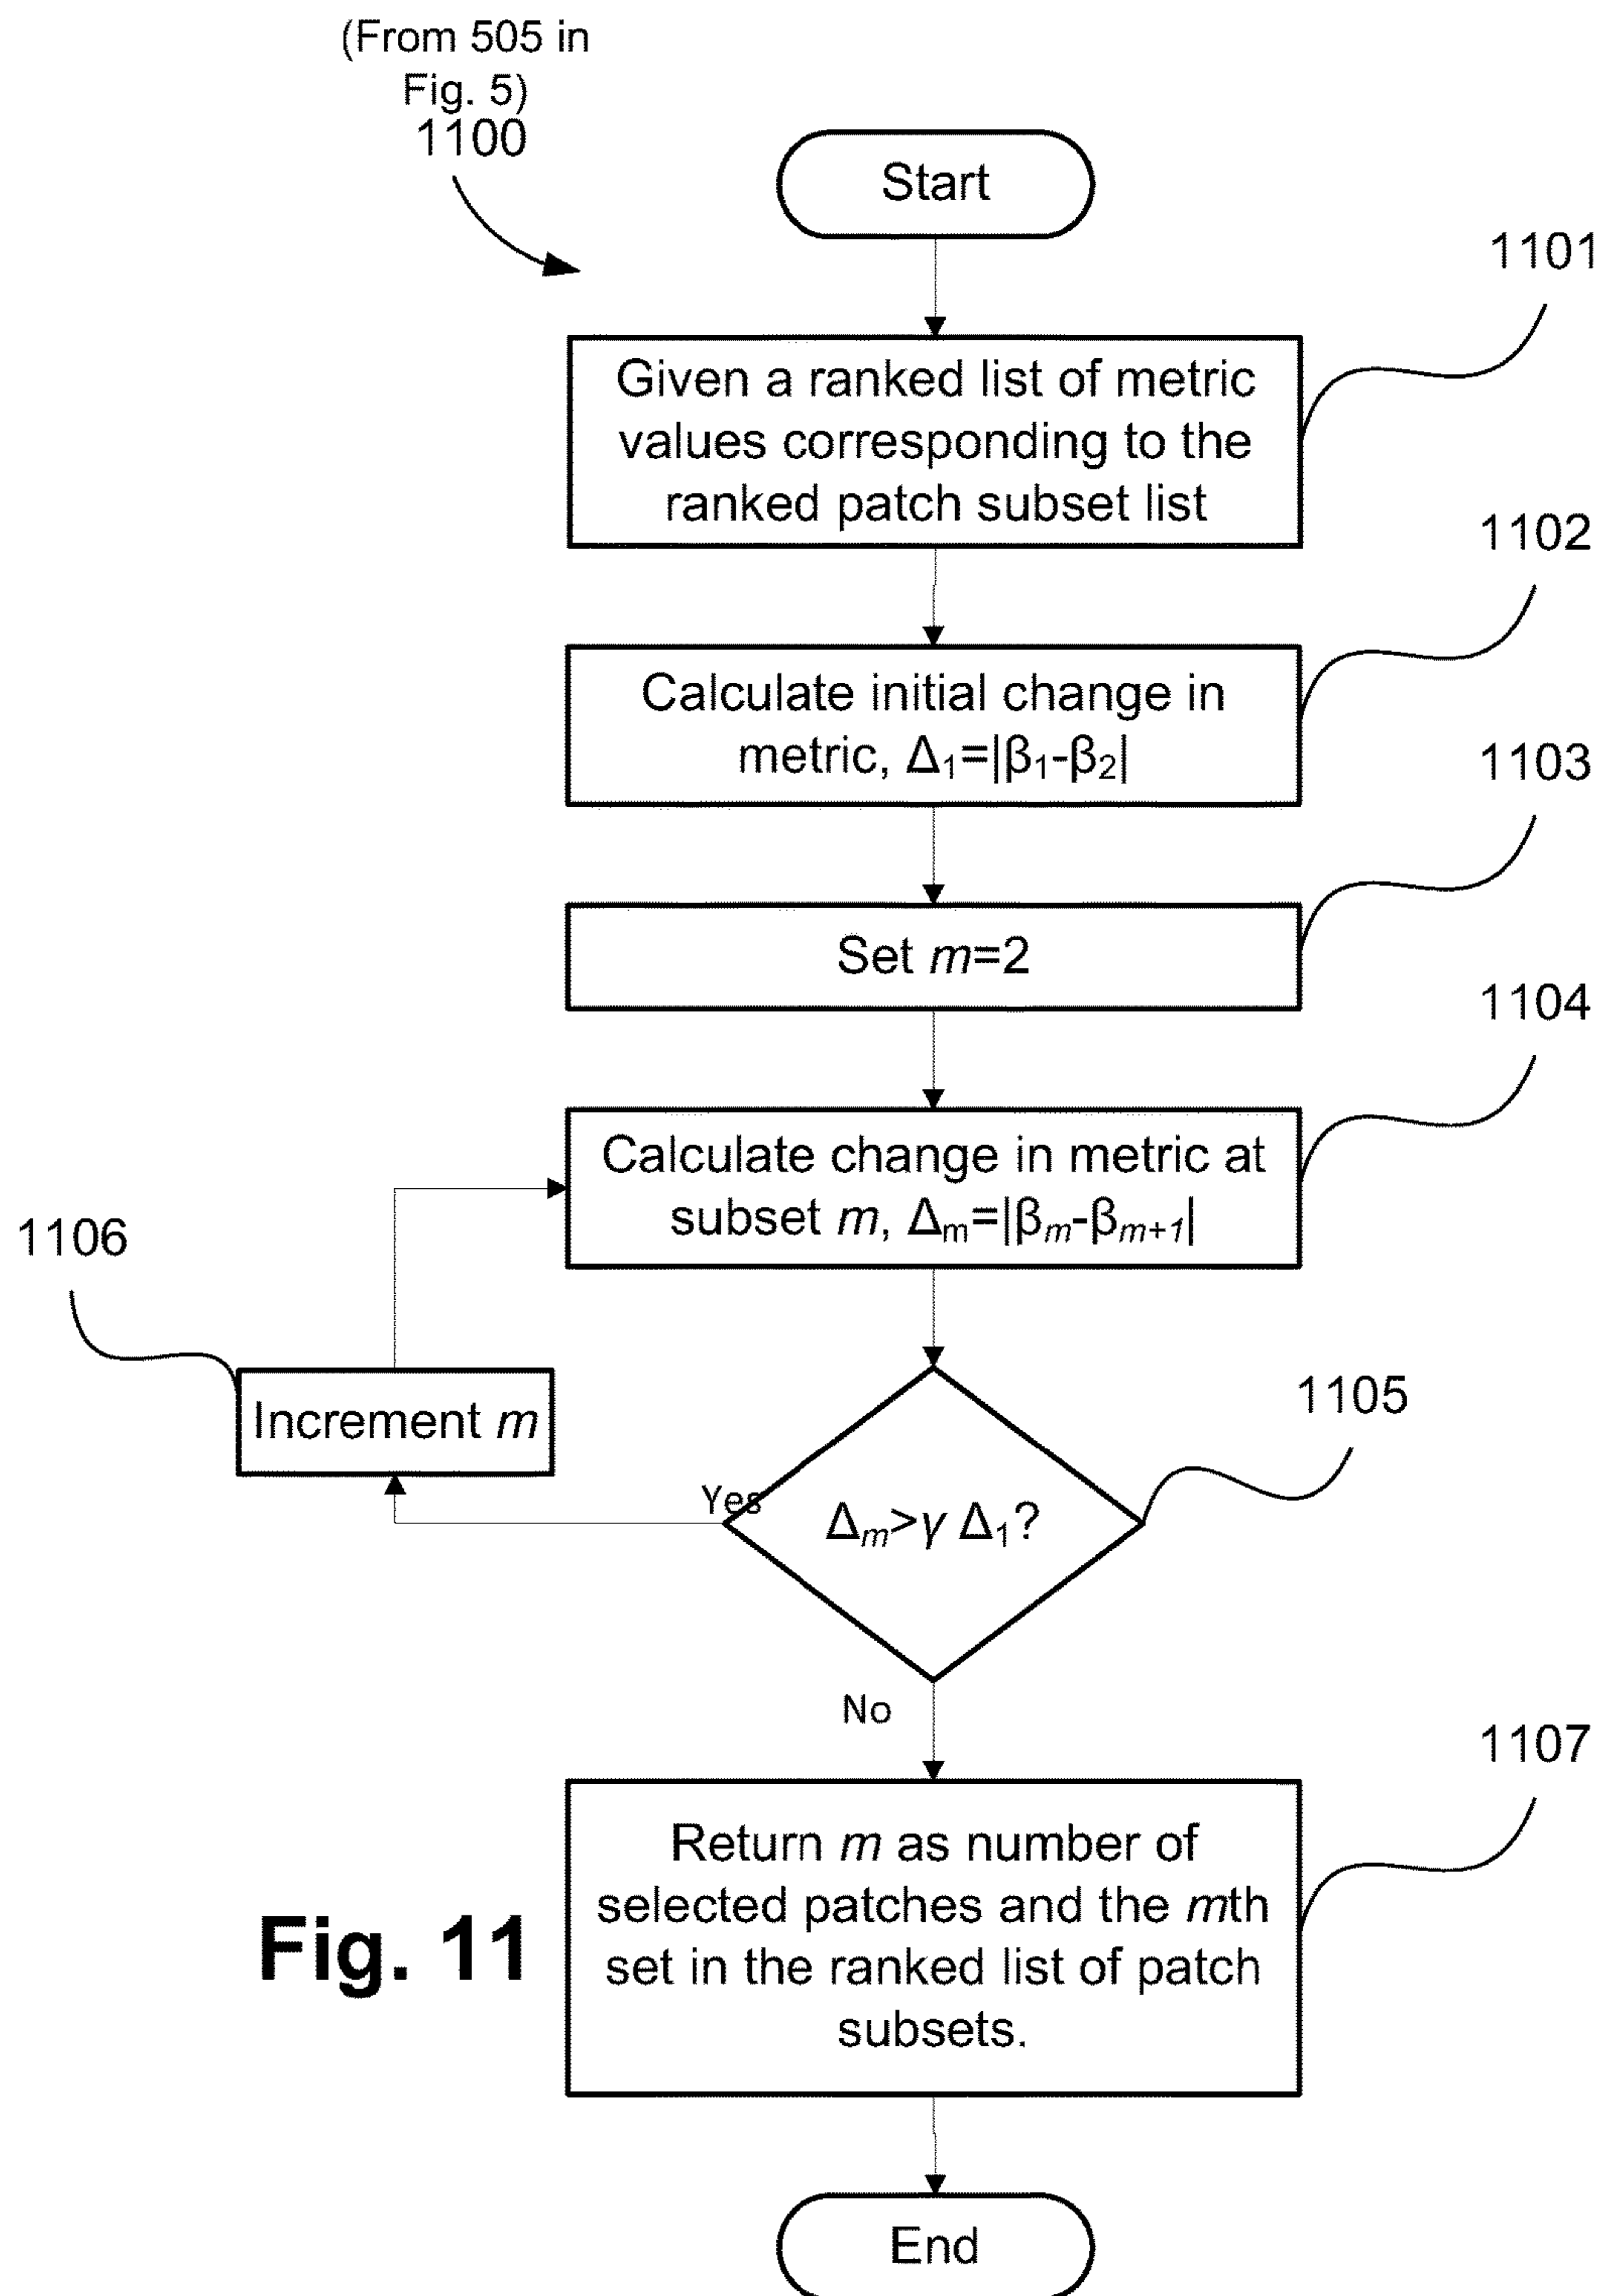 (From 505 in
Fig. 5)
1100
Start
1101
Given a ranked list of metric
values corresponding to the
ranked patch subset list
1102
Calculate initial change in
metric, Δ₁=|β₁-β₂|
1103
Set m=2
1104
Calculate change in metric at
subset m, Δₘ=|βₘ-βₘ₊₁|
1106
Increment m
1105
Yes
Δₘ>γ Δ₁?
No
1107
Return m as number of
selected patches and the mth
set in the ranked list of patch
subsets.
Fig. 11
End